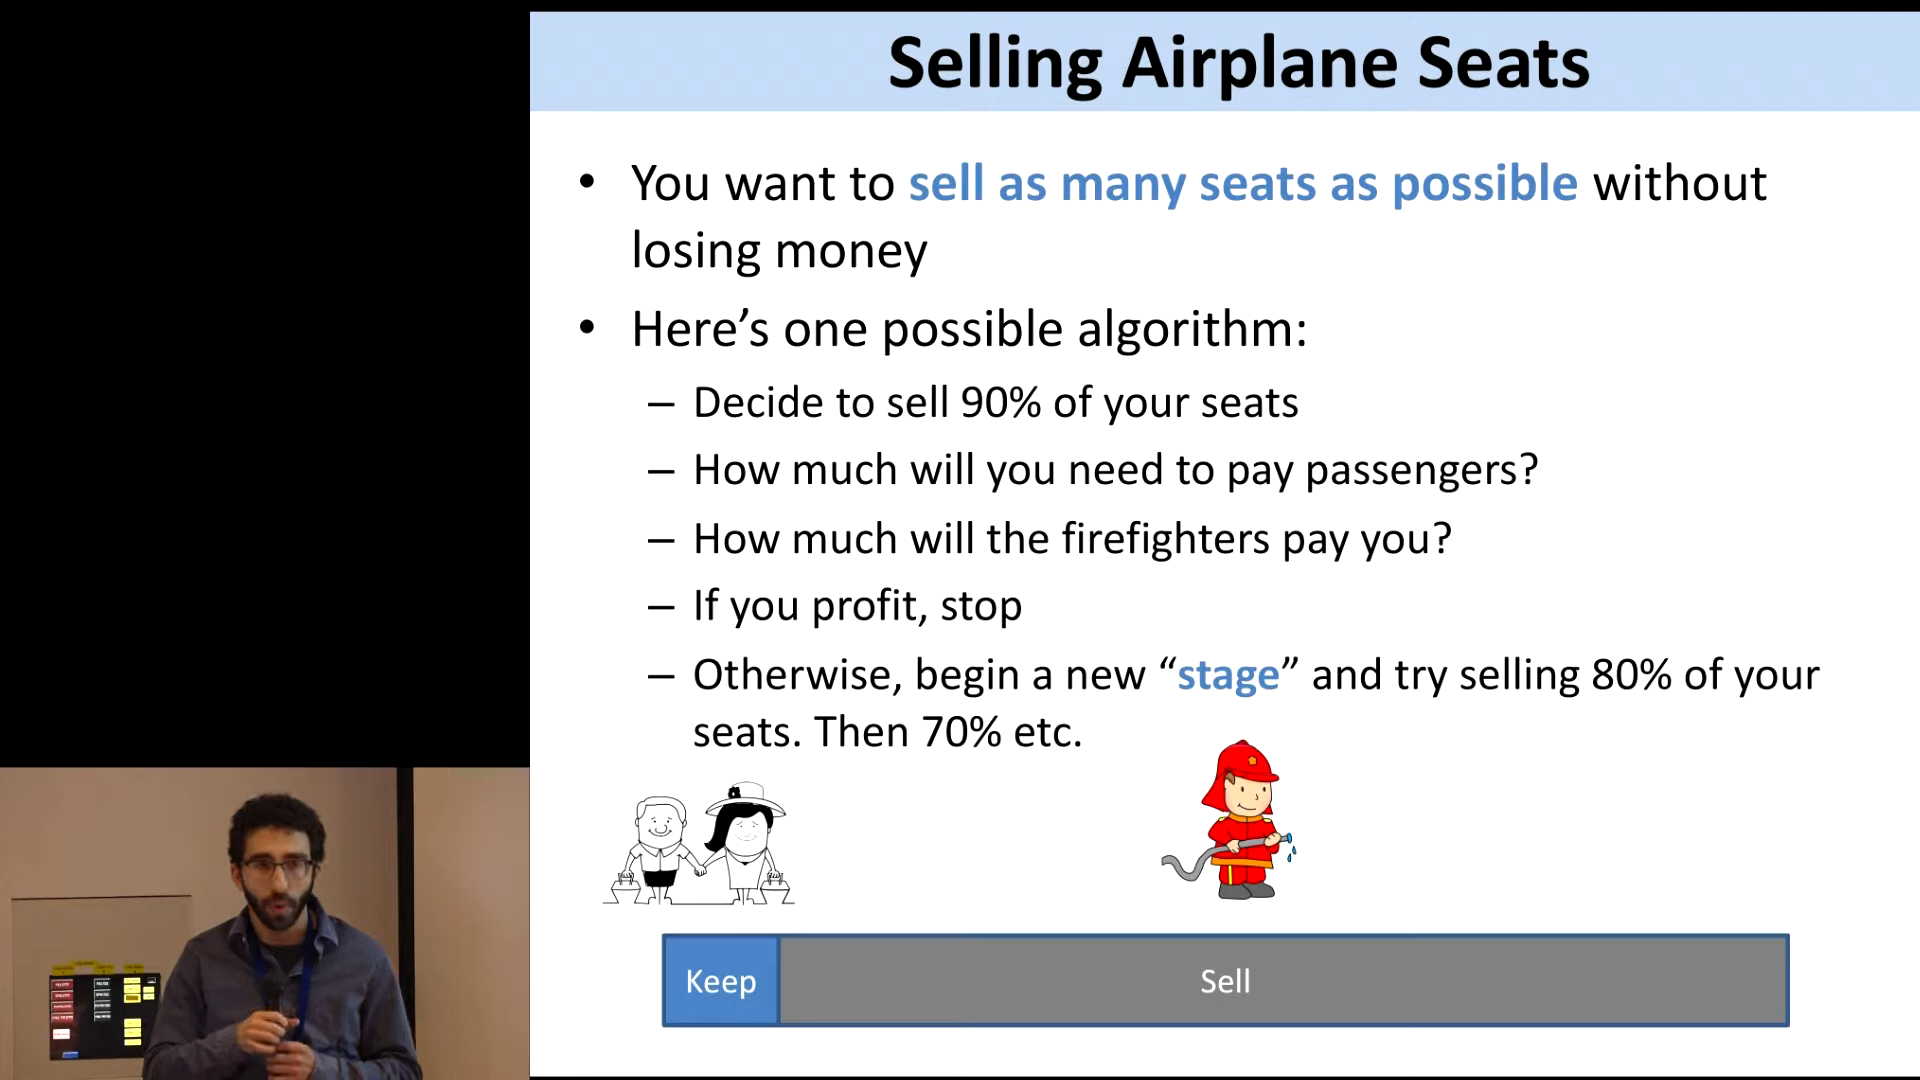 Selling Airplane Seats
• You want to sell as many seats as possible without
losing money
• Here’s one possible algorithm:
– Decide to sell 90% of your seats
– How much will you need to pay passengers?
– How much will the firefighters pay you?
– If you profit, stop
– Otherwise, begin a new “stage” and try selling 80% of your
seats. Then 70% etc.
Keep
Sell